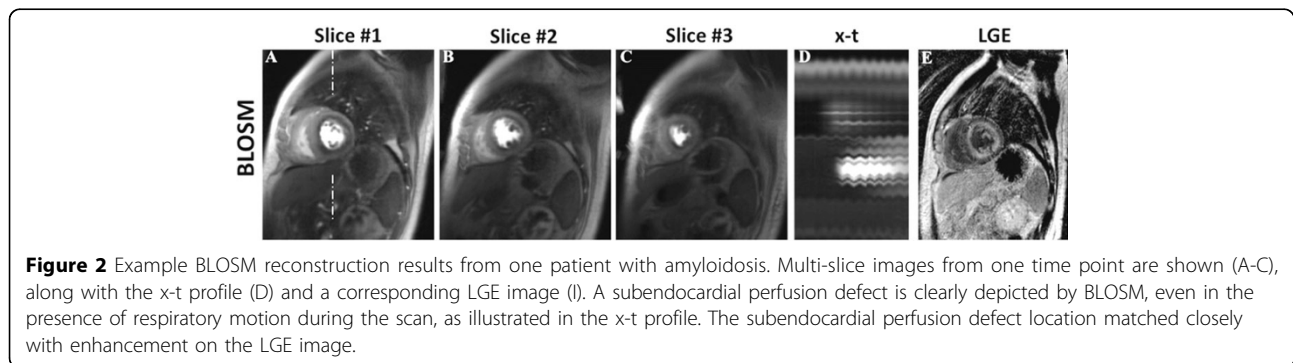 Slice #1 Slice #2 Slice #3 x-t LGE
A B C D E
BLOSM
Figure 2 Example BLOSM reconstruction results from one patient with amyloidosis. Multi-slice images from one time point are shown (A-C),
along with the x-t profile (D) and a corresponding LGE image (I). A subendocardial perfusion defect is clearly depicted by BLOSM, even in the
presence of respiratory motion during the scan, as illustrated in the x-t profile. The subendocardial perfusion defect location matched closely
with enhancement on the LGE image.